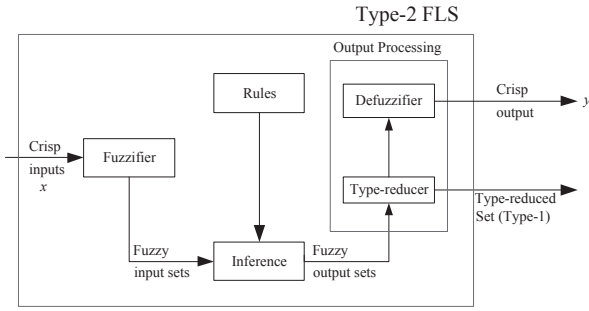 Type-2 FLS
Output Processing
Rules
Defuzzifier
Crisp
output
y
Crisp
inputs
x
Fuzzifier
Type-reducer
Type-reduced
Set (Type-1)
Fuzzy
input sets
Inference
Fuzzy
output sets